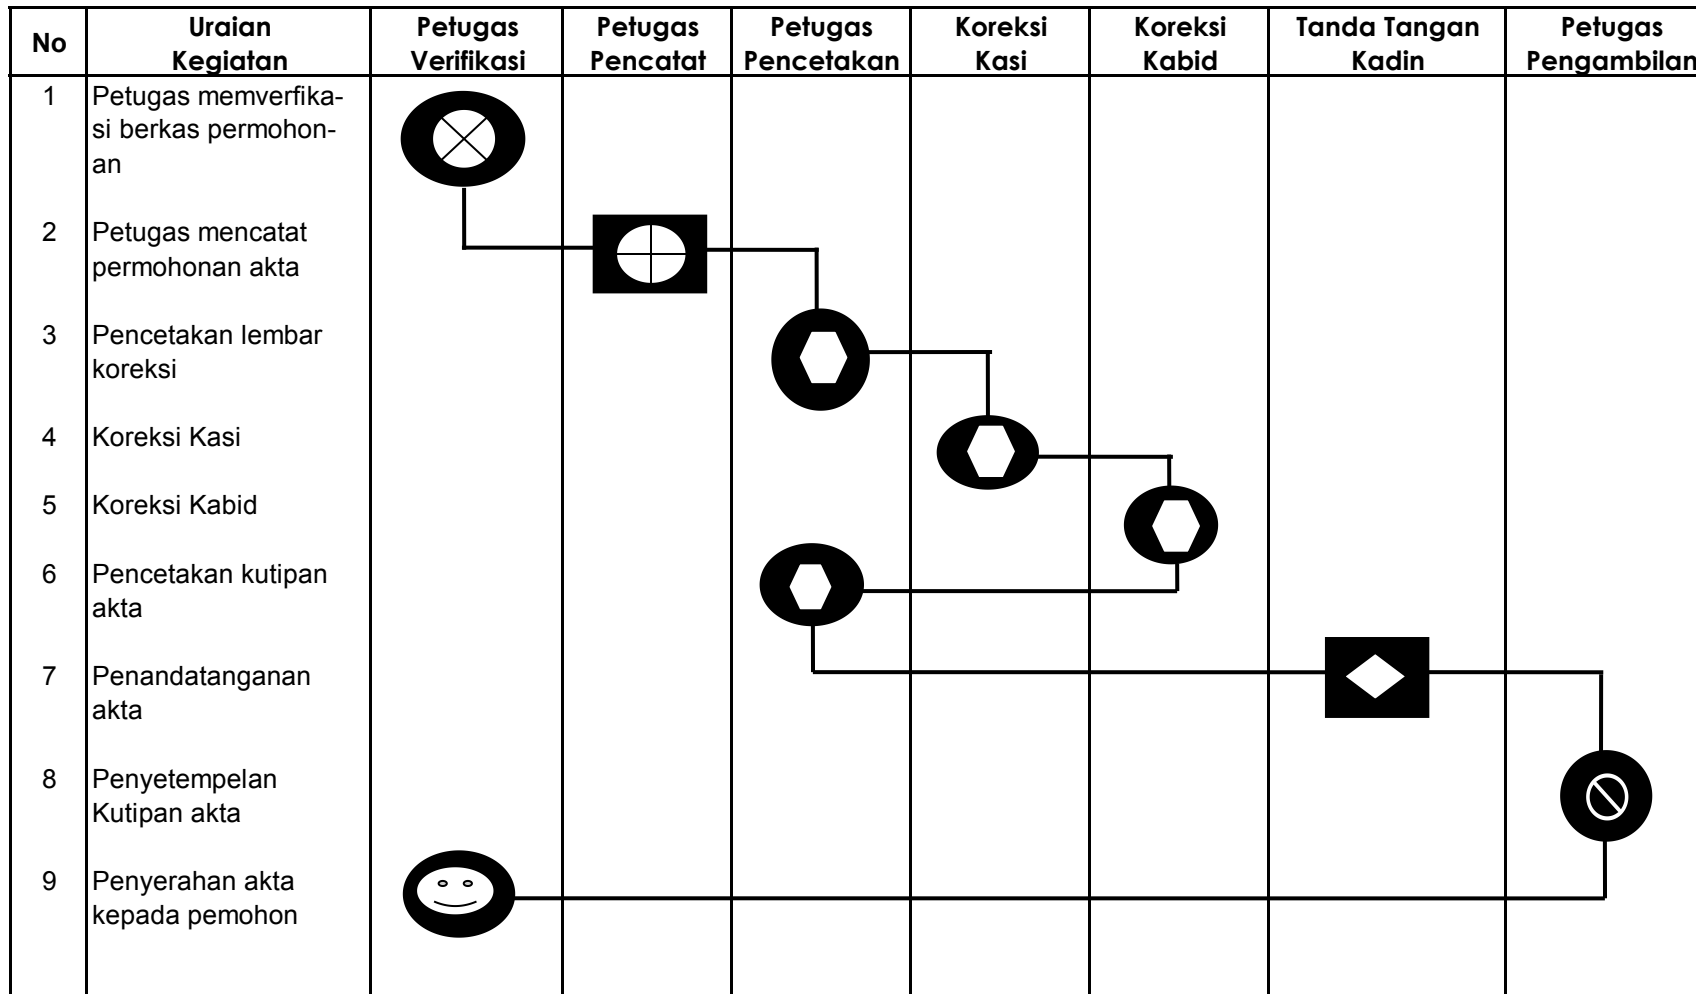 No
Uraian
Kegiatan
Petugas
Verifikasi
Petugas
Pencatat
Petugas
Pencetakan
Koreksi
Kasi
Koreksi
Kabid
Tanda Tangan
Kadin
Petugas
Pengambilan
1 Petugas memverfika-
si berkas permohon-
an
2 Petugas mencatat
permohonan akta
3 Pencetakan lembar
koreksi
4 Koreksi Kasi
5 Koreksi Kabid
6 Pencetakan kutipan
akta
7 Penandatanganan
akta
8 Penyetempelan
Kutipan akta
9 Penyerahan akta
kepada pemohon